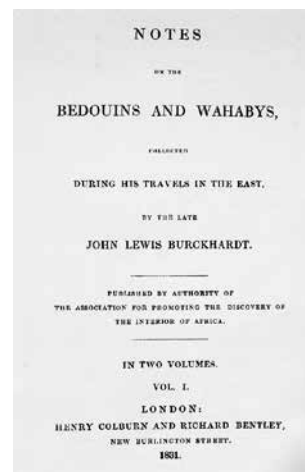 NOTES
ON THE
BEDOUINS AND WAHABYS,
COLLECTED
DURING HIS TRAVELS IN THE EAST,
BY THE LATE
JOHN LEWIS BURCKHARDT.
PUBLISHED BY AUTHORITY OF
THE ASSOCIATION FOR PROMOTING THE DISCOVERY OF
THE INTERIOR OF AFRICA.
IN TWO VOLUMES.
VOL. I.
LONDON:
HENRY COLBURN AND RICHARD BENTLEY,
NEW BURLINGTON STREET.
1831.